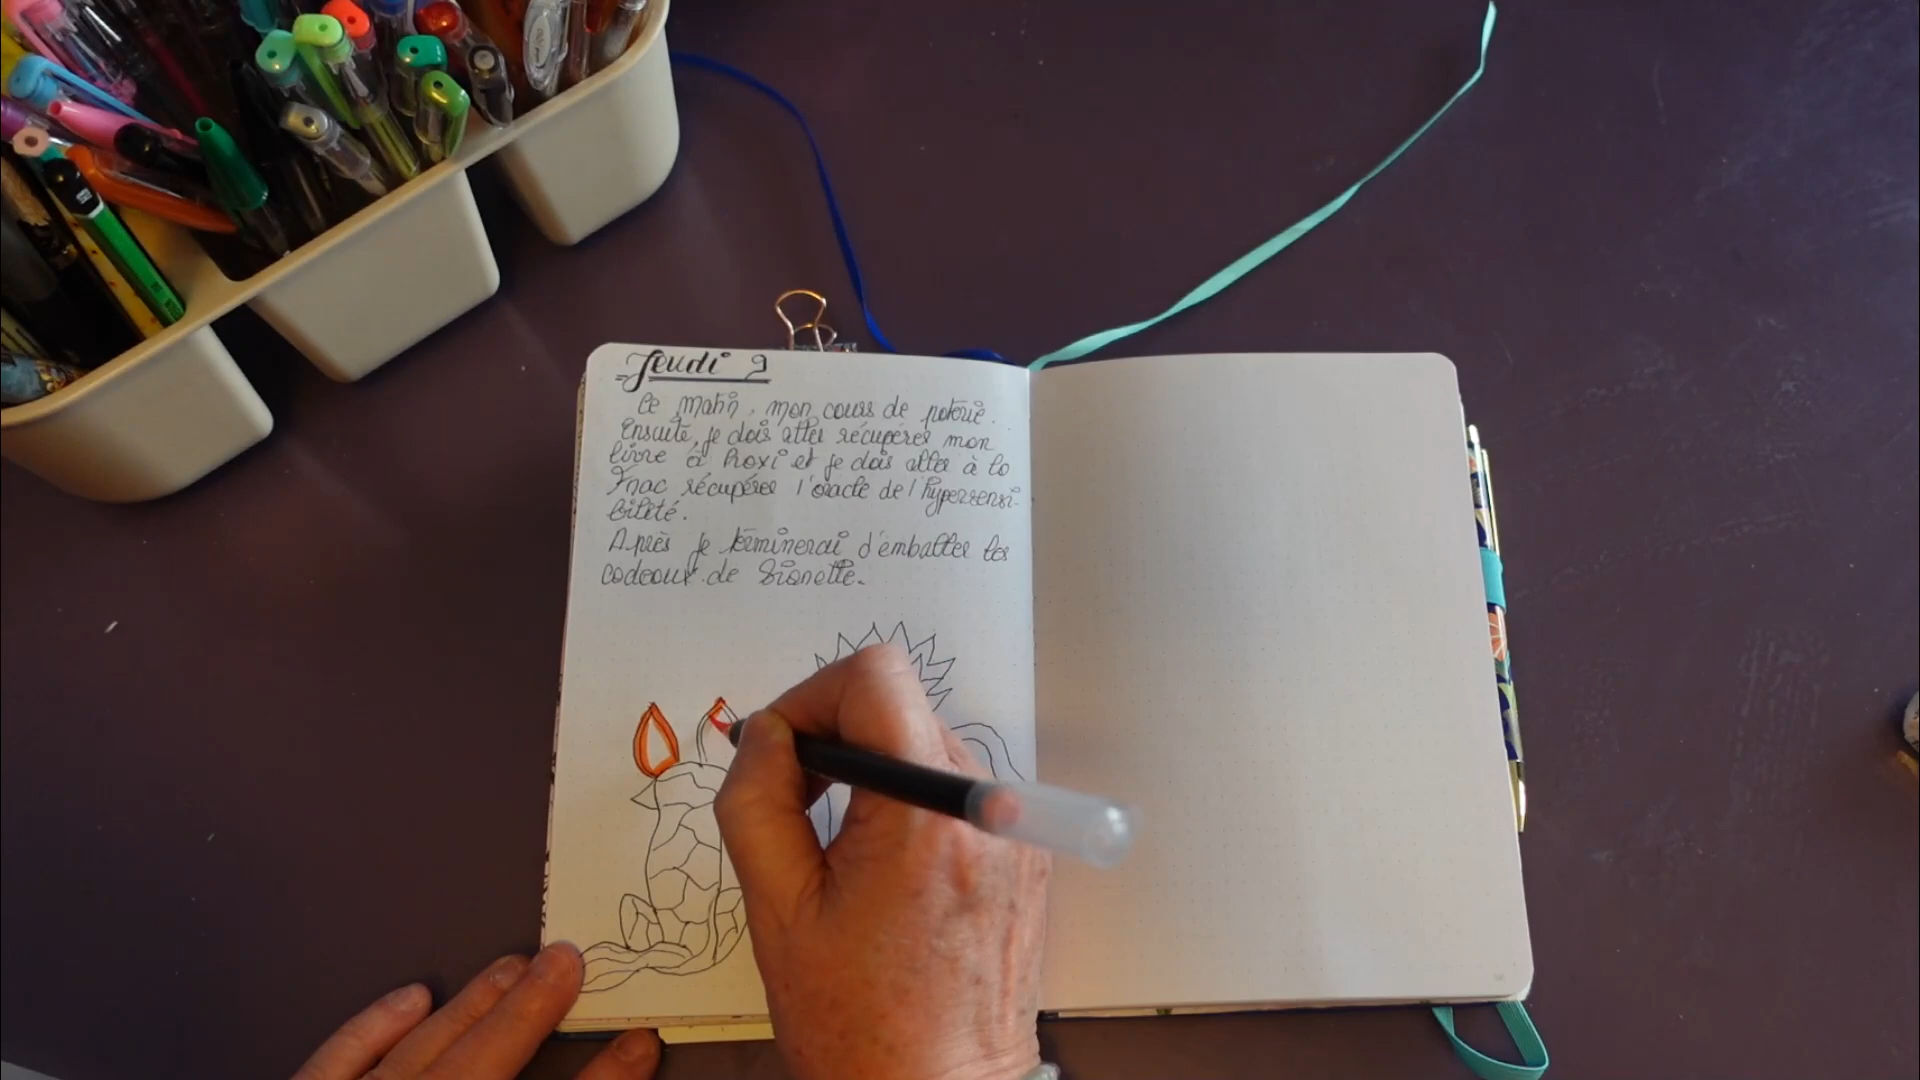 Jeudi 9
Ce matin, mon cours de poterie.
Ensuite, je dois aller récupérer mon
livre à Proxi et je dois aller à la
Fnac récupérer l'oracle de l'hypersensi-
bilité.
Après je terminerai d'emballer les
cadeaux de